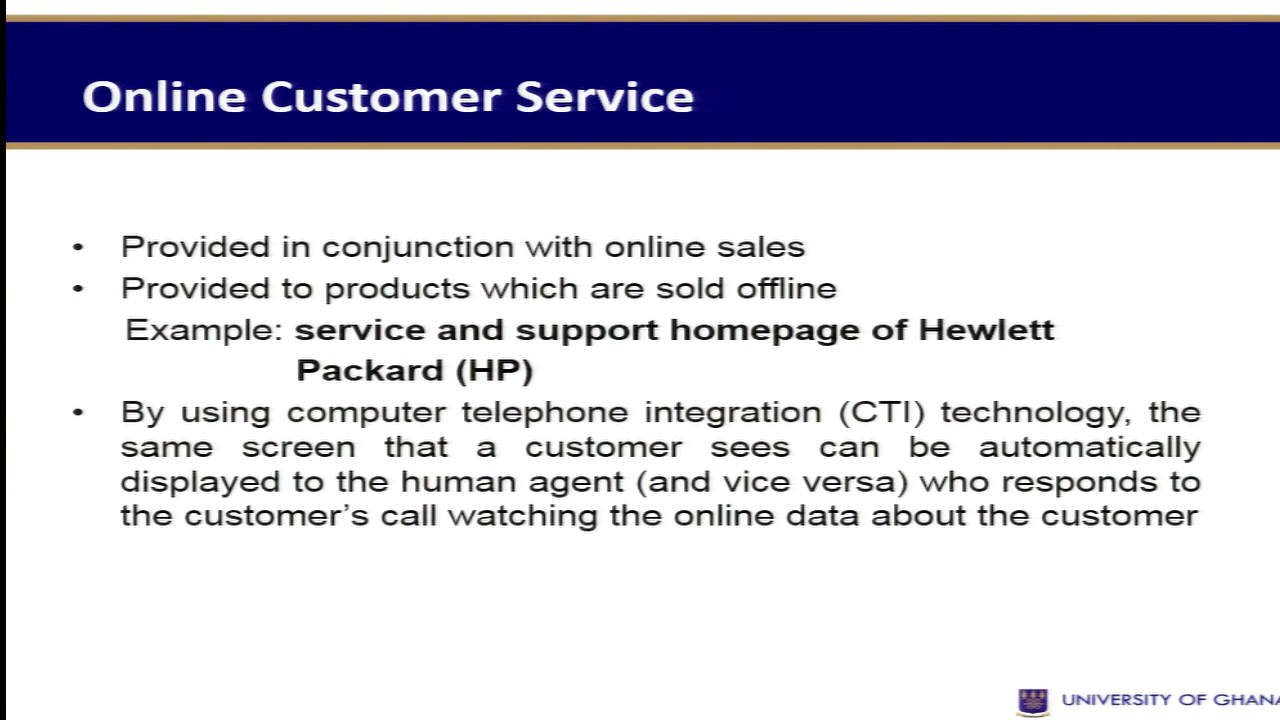 Online Customer Service
• Provided in conjunction with online sales
• Provided to products which are sold offline
Example: service and support homepage of Hewlett
Packard (HP)
• By using computer telephone integration (CTI) technology, the
same screen that a customer sees can be automatically
displayed to the human agent (and vice versa) who responds to
the customer’s call watching the online data about the customer
UNIVERSITY OF GHANA